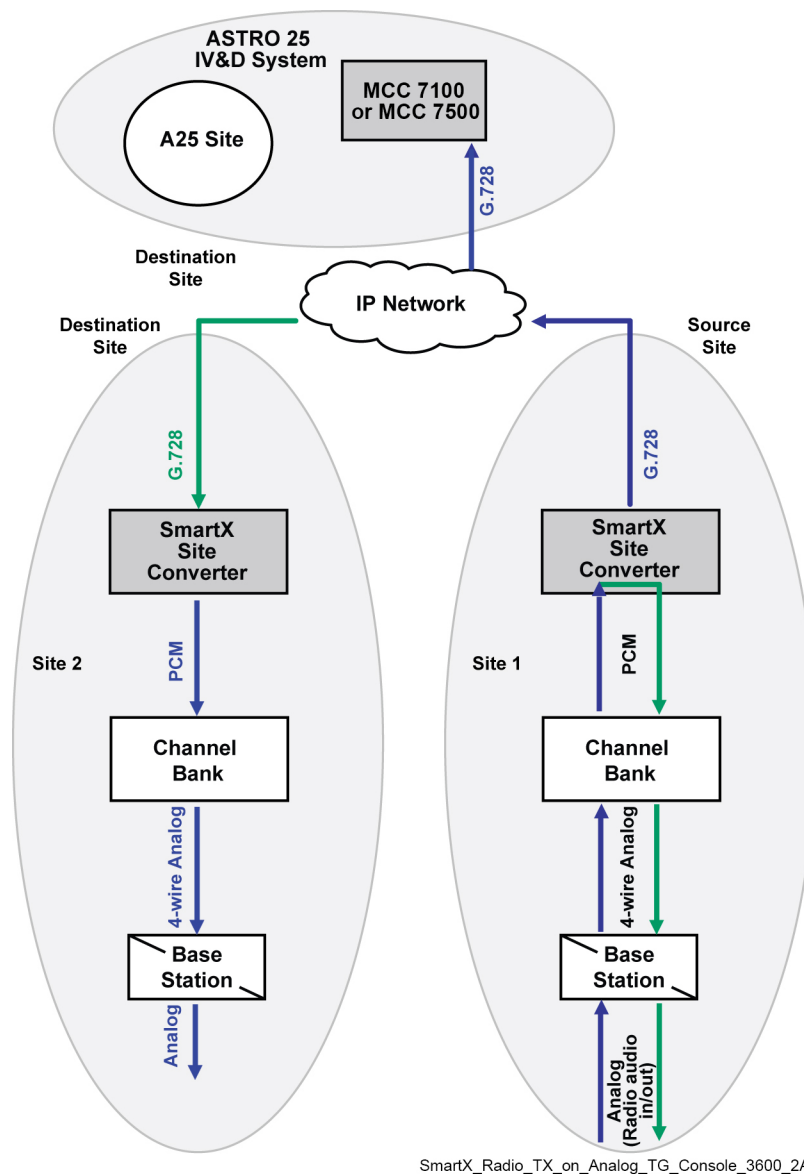 ASTRO 25
IV&D System
MCC 7100
or MCC 7500
A25 Site
G.728
Destination
Site
IP Network
Destination
Site
Source
Site
G.728
G.728
SmartX
Site
Converter
SmartX
Site
Converter
Site 2
PCM
Site 1
PCM
Channel
Bank
Channel
Bank
4-wire Analog
4-wire Analog
Base
Station
Base
Station
Analog
Analog
(Radio audio
in/out)
SmartX_Radio_TX_on_Analog_TG_Console_3600_2A